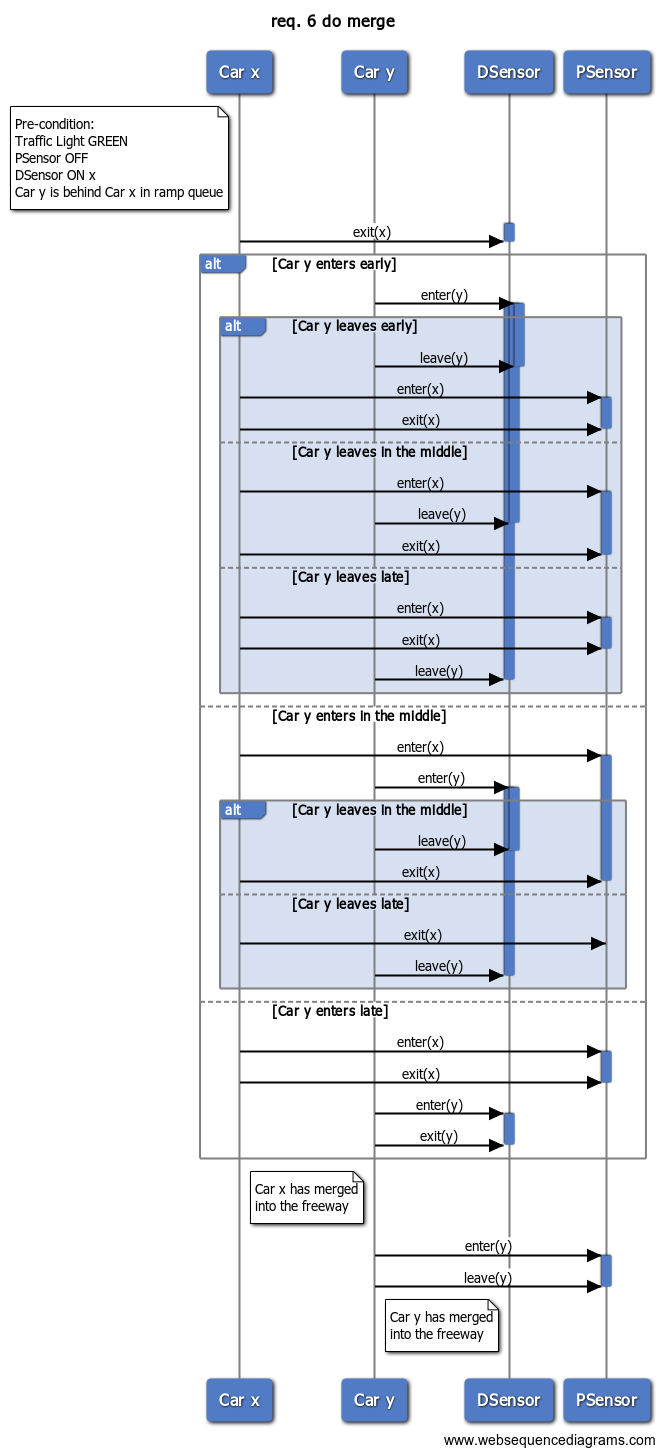 req. 6 do merge
Car x
Car y
DSensor
PSensor
Pre-condition:
Traffic Light GREEN
PSensor OFF
DSensor ON x
Car y is behind Car x in ramp queue
exit(x)
alt
[Car y enters early]
enter(y)
alt
[Car y leaves early]
leave(y)
enter(x)
exit(x)
[Car y leaves in the middle]
enter(x)
leave(y)
exit(x)
[Car y leaves late]
enter(x)
exit(x)
leave(y)
[Car y enters in the middle]
enter(x)
enter(y)
alt
[Car y leaves in the middle]
leave(y)
exit(x)
[Car y leaves late]
exit(x)
leave(y)
[Car y enters late]
enter(x)
exit(x)
enter(y)
exit(y)
Car x has merged
into the freeway
enter(y)
leave(y)
Car y has merged
into the freeway
Car x
Car y
DSensor
PSensor
www.websequencediagrams.com